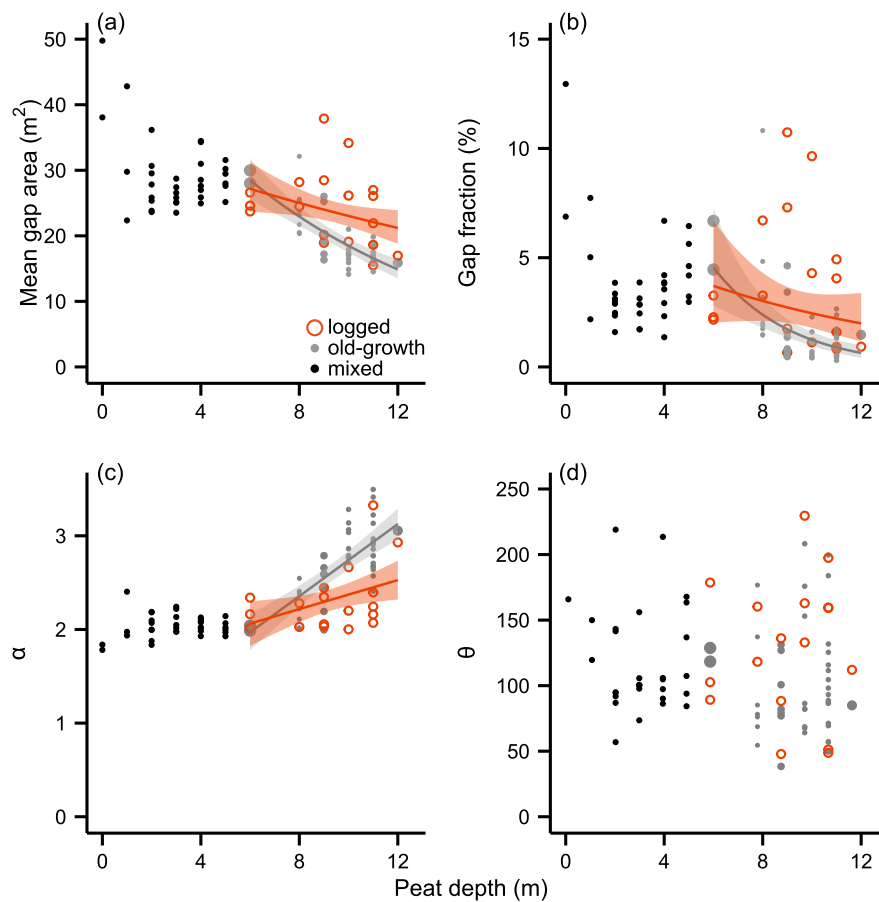 (a)
(b)
50
40
30
20
10
0
Mean gap area (m²)
logged
old-growth
mixed
0 4 8 12
15
10
5
0
Gap fraction (%)
0 4 8 12
(c)
(d)
3
2
1
0
α
0 4 8 12
250
200
150
100
50
0
θ
0 4 8 12
Peat depth (m)